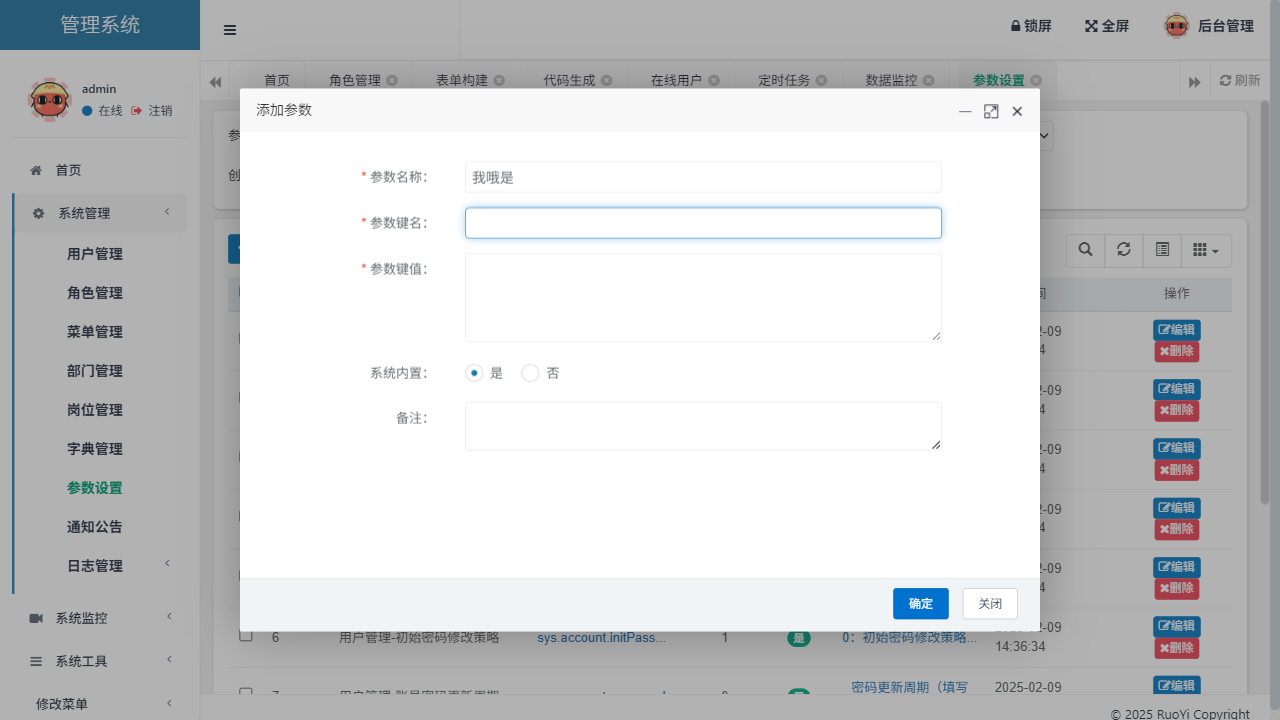 管理系统
锁屏
全屏
后台管理
admin
在线
注销
首页
角色管理
表单构建
代码生成
在线用户
定时任务
数据监控
参数设置
刷新
首页
系统管理
用户管理
角色管理
菜单管理
部门管理
岗位管理
字典管理
参数设置
通知公告
日志管理
系统监控
系统工具
修改菜单
添加参数
* 参数名称：
我哦是
* 参数键名：
* 参数键值：
系统内置：
是
否
备注：
确定
关闭
操作
编辑
删除
编辑
删除
编辑
删除
编辑
删除
编辑
删除
6
用户管理-初始密码修改策略
sys.account.initPass...
1
是
0：初始密码修改策略...
14:36:34
编辑
删除
密码更新周期（填写
2025-02-09
编辑
© 2025 RuoYi Copyright